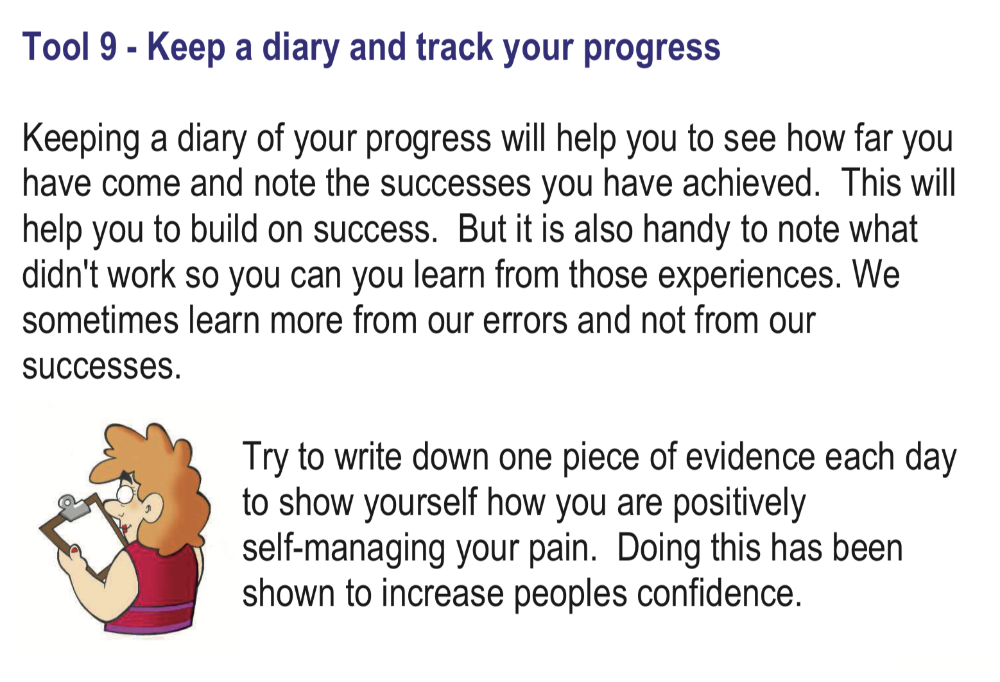 Tool 9 - Keep a diary and track your progress
Keeping a diary of your progress will help you to see how far you
have come and note the successes you have achieved.  This will
help you to build on success.  But it is also handy to note what
didn't work so you can you learn from those experiences. We
sometimes learn more from our errors and not from our
successes.
Try to write down one piece of evidence each day
to show yourself how you are positively
self-managing your pain.  Doing this has been
shown to increase peoples confidence.